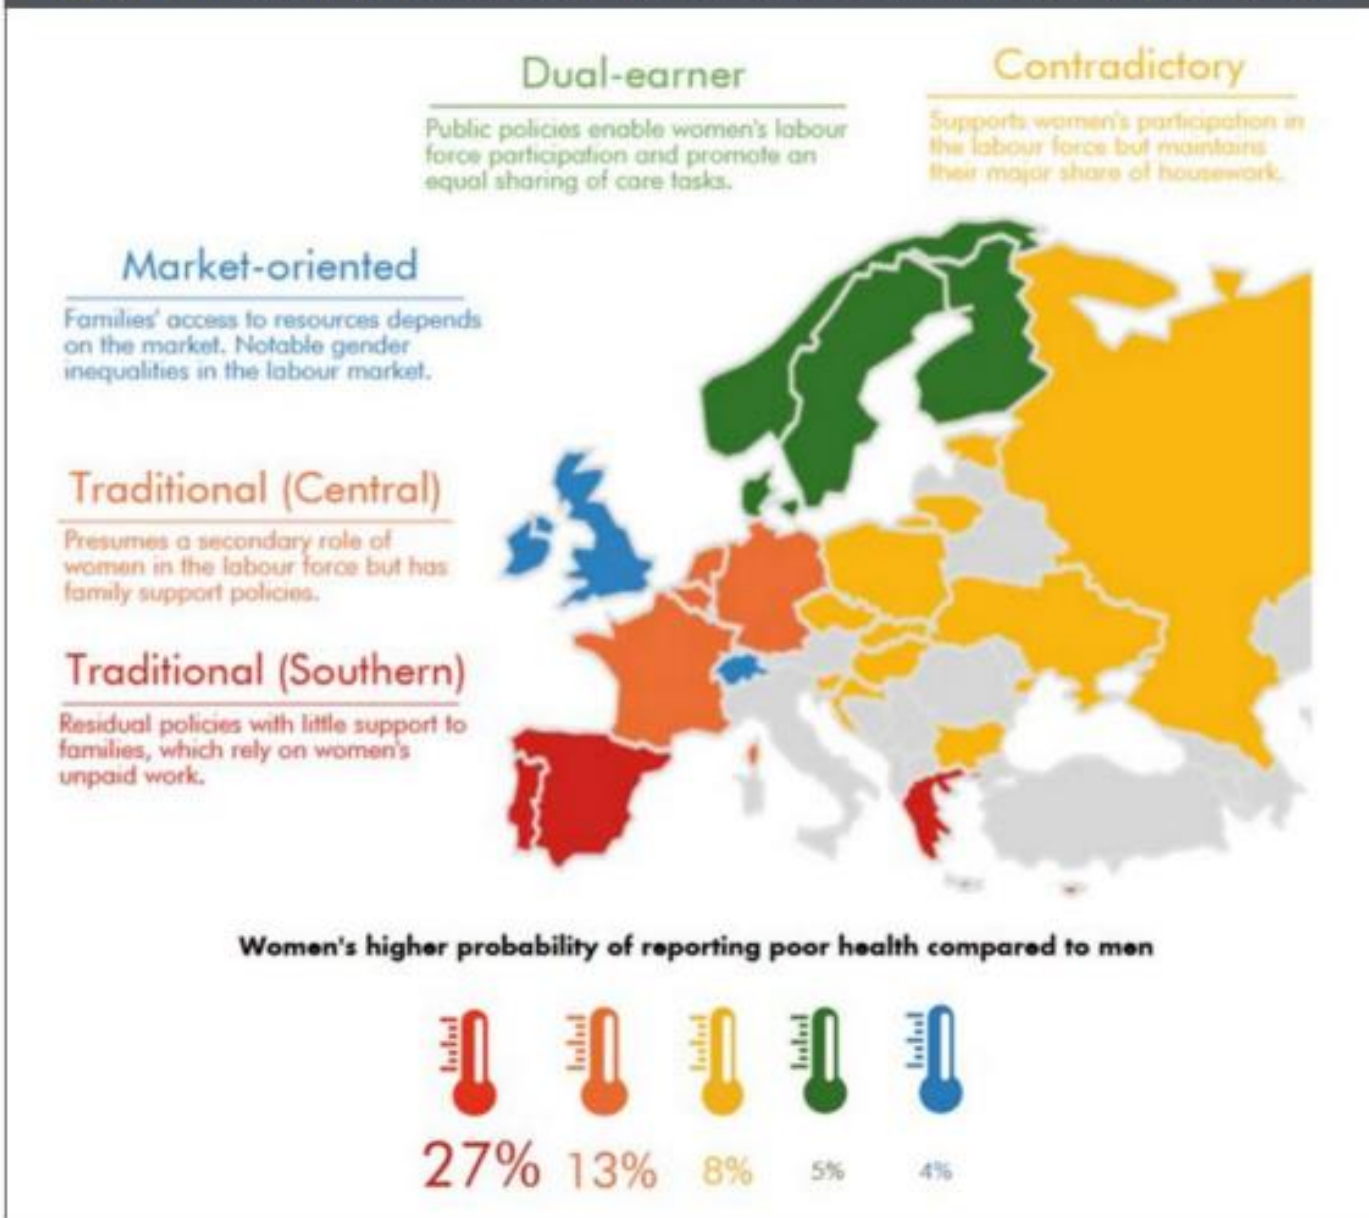 Dual-earner
Public policies enable women's labour
force participation and promote an
equal sharing of care tasks.
Contradictory
Supports women's participation in
the labour force but maintains
their major share of housework.
Market-oriented
Families' access to resources depends
on the market. Notable gender
inequalities in the labour market.
Traditional (Central)
Presumes a secondary role of
women in the labour force but has
family support policies.
Traditional (Southern)
Residual policies with little support to
families, which rely on women's
unpaid work.
Women's higher probability of reporting poor health compared to men
27% 13% 8% 5% 4%